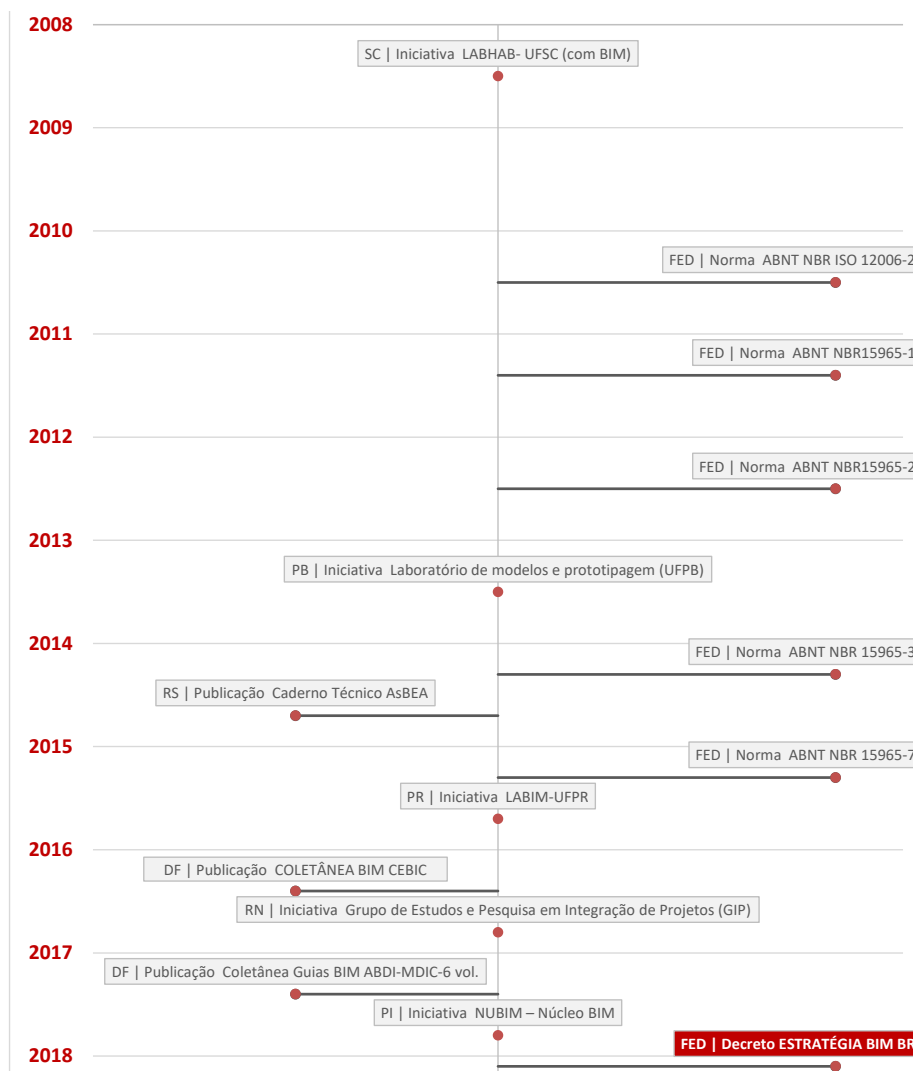 2008
SC | Iniciativa LABHAB- UFSC (com BIM)
2009
2010
FED | Norma ABNT NBR ISO 12006-2
2011
FED | Norma ABNT NBR15965-1
2012
FED | Norma ABNT NBR15965-2
2013
PB | Iniciativa Laboratório de modelos e prototipagem (UFPB)
2014
FED | Norma ABNT NBR 15965-3
RS | Publicação Caderno Técnico AsBEA
2015
FED | Norma ABNT NBR 15965-7
PR | Iniciativa LABIM-UFPR
2016
DF | Publicação COLETÂNEA BIM CEBIC
RN | Iniciativa Grupo de Estudos e Pesquisa em Integração de Projetos (GIP)
2017
DF | Publicação Coletânea Guias BIM ABDI-MDIC-6 vol.
PI | Iniciativa NUBIM – Núcleo BIM
2018
FED | Decreto ESTRATÉGIA BIM BR